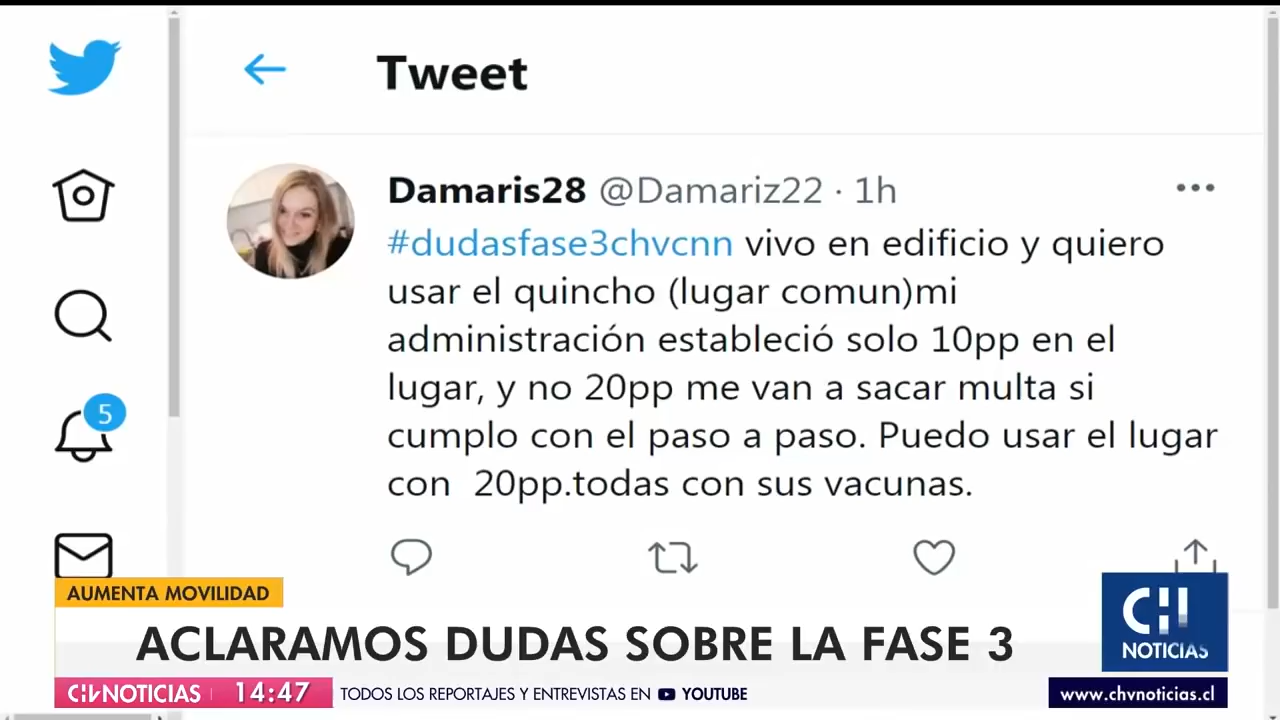 Tweet
Damaris28 @Damariz22 · 1h
#dudasfase3chvcnn vivo en edificio y quiero
usar el quincho (lugar comun)mi
administración estableció solo 10pp en el
lugar, y no 20pp me van a sacar multa si
cumplo con el paso a paso. Puedo usar el lugar
con  20pp.todas con sus vacunas.
5
AUMENTA MOVILIDAD
ACLARAMOS DUDAS SOBRE LA FASE 3
CHV NOTICIAS 14:47 TODOS LOS REPORTAJES Y ENTREVISTAS EN YOUTUBE
CH
NOTICIAS
www.chvnoticias.cl